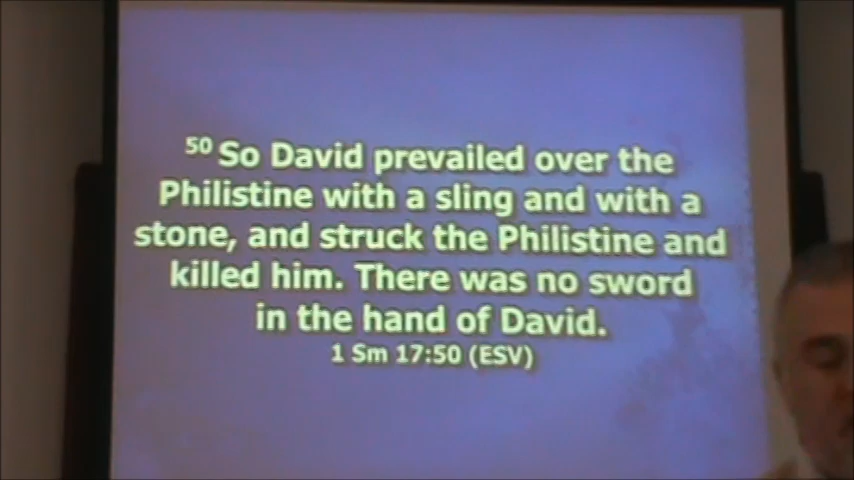 50 So David prevailed over the
Philistine with a sling and with a
stone, and struck the Philistine and
killed him. There was no sword
in the hand of David.
1 Sm 17:50 (ESV)